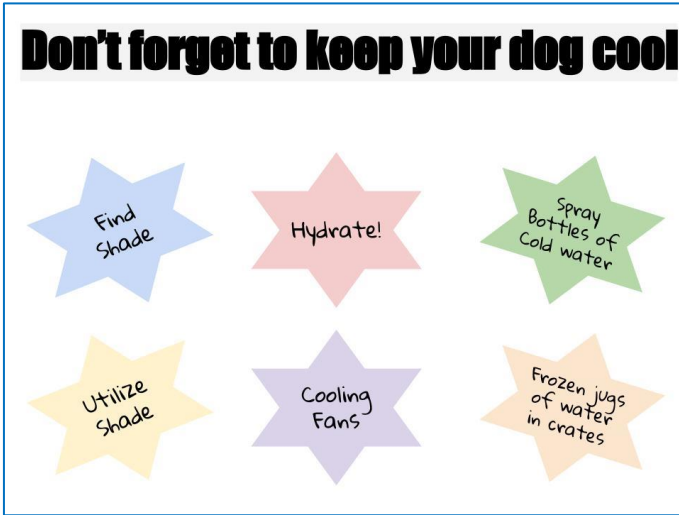 Don't forget to keep your dog cool
Find
Shade
Hydrate!
Spray
Bottles of
Cold water
Utilize
Shade
Cooling
Fans
Frozen jugs
of water
in crates